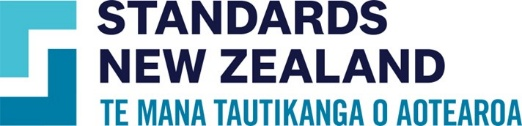 STANDARDS
NEW ZEALAND
TE MANA TAUTIKANGA O AOTEAROA